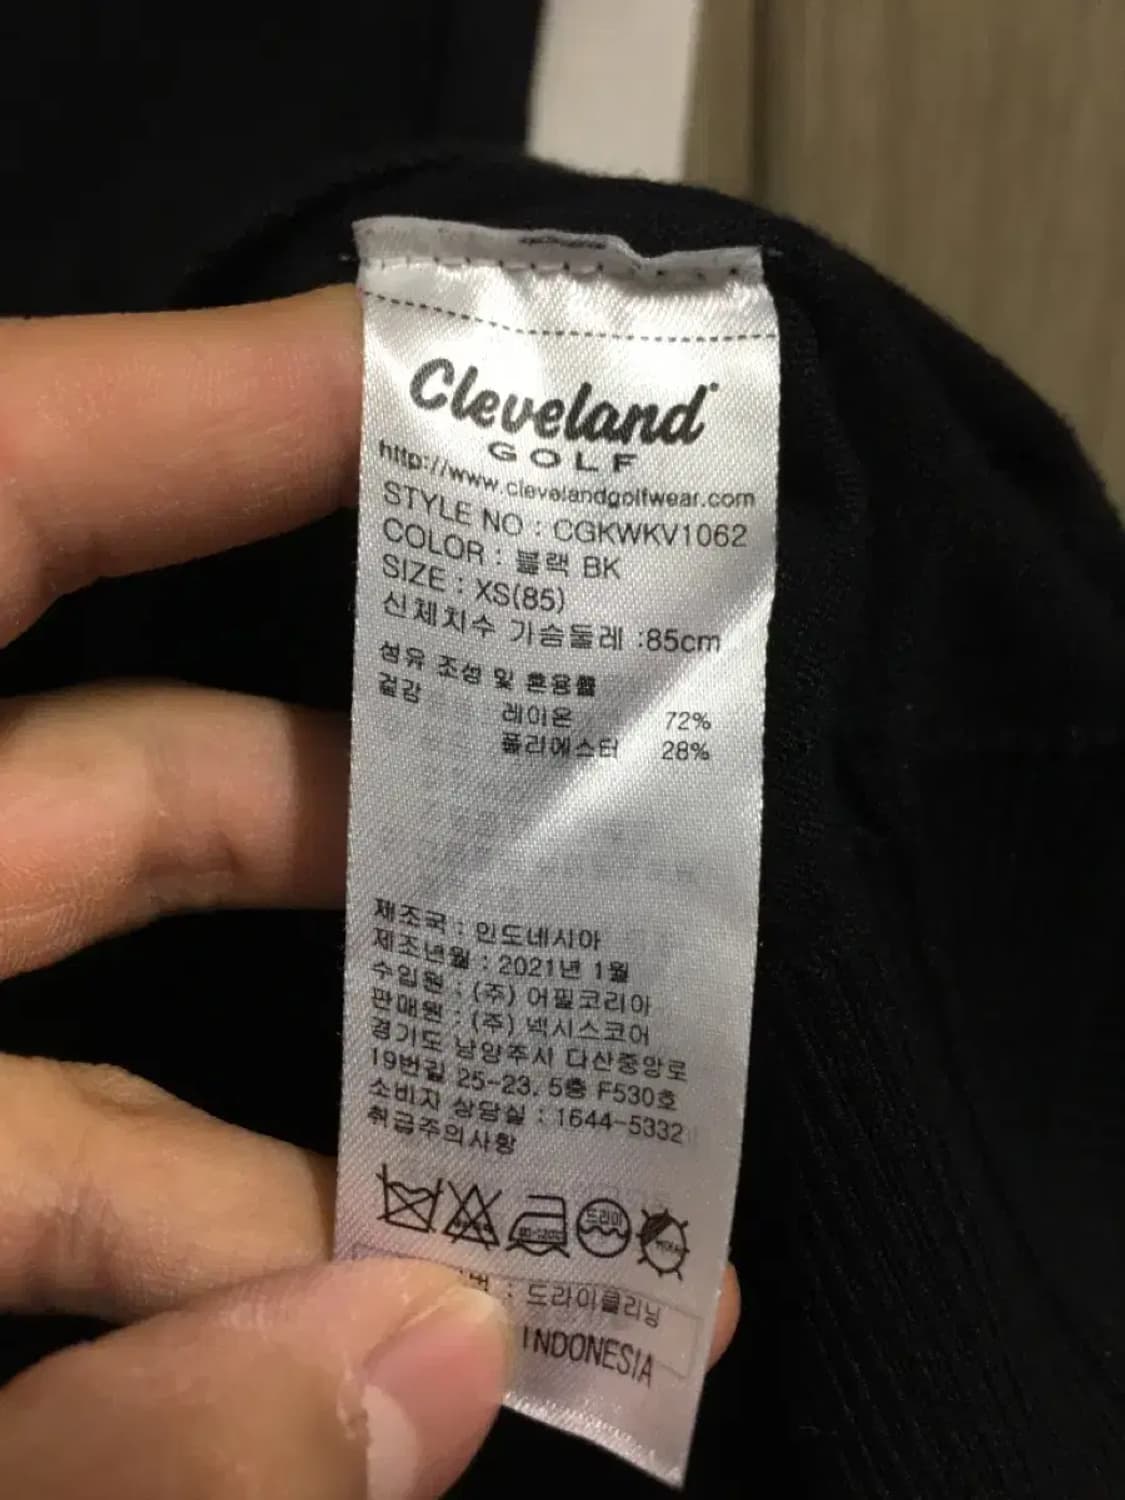 Cleveland
GOLF
http://www.clevelandgolfwear.com
STYLE NO : CGKWKV1062
COLOR : 블랙 BK
SIZE : XS(85)
신체치수 가슴둘레 :85cm
섬유 조성 및 혼용률
겉감
레이온 72%
폴리에스터 28%
제조국 : 인도네시아
제조년월 : 2021년 1월
수입원 : (주) 어필코리아
판매원 : (주) 넥시스코어
경기도 남양주시 다산중앙로
19번길 25-23, 5층 F530호
소비자 상담실 : 1644-5332
취급주의사항
드라이
: 드라이클리닝
INDONESIA